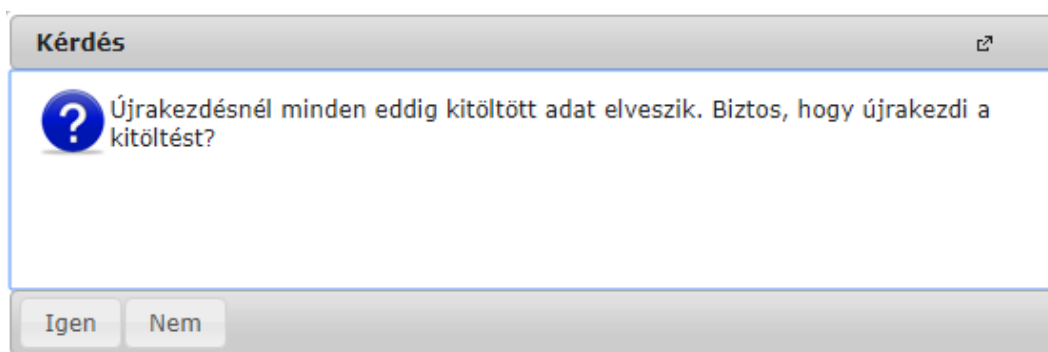 Kérdés
Újrakezdésnél minden eddig kitöltött adat elveszik. Biztos, hogy újrakezdi a
kitöltést?
Igen Nem